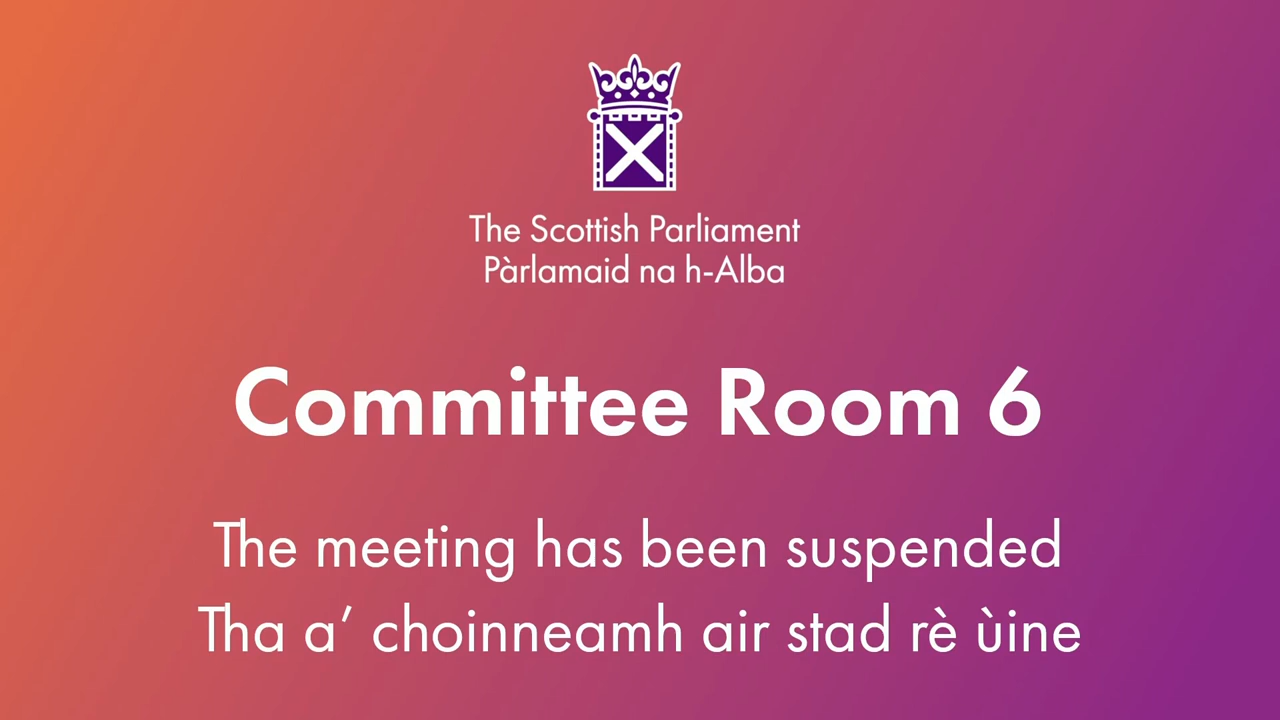 The Scottish Parliament
Pàrlamaid na h-Alba
Committee Room 6
The meeting has been suspended
Tha a’ choinneamh air stad rè ùine